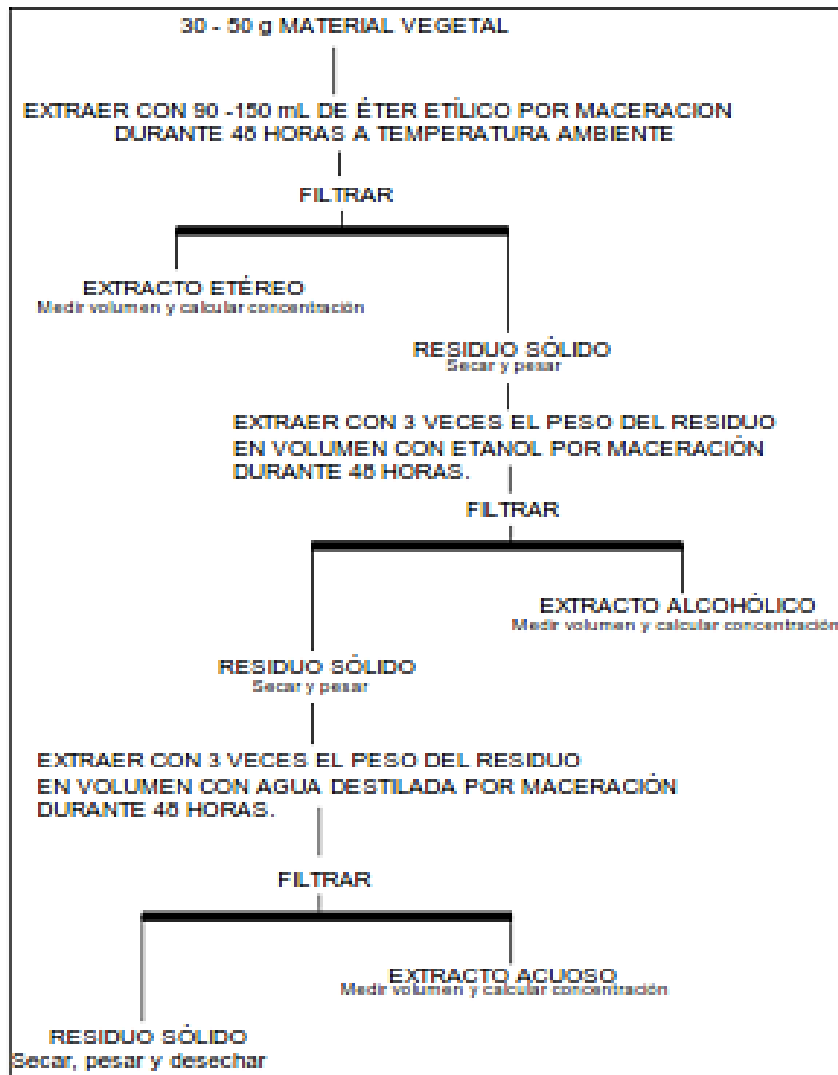 30 - 50 g MATERIAL VEGETAL
EXTRAER CON 90 -150 mL DE ÉTER ETÍLICO POR MACERACION
DURANTE 48 HORAS A TEMPERATURA AMBIENTE
FILTRAR
EXTRACTO ETÉREO
Medir volumen y calcular concentración
RESIDUO SÓLIDO
Secar y pesar
EXTRAER CON 3 VECES EL PESO DEL RESIDUO
EN VOLUMEN CON ETANOL POR MACERACIÓN
DURANTE 48 HORAS.
FILTRAR
EXTRACTO ALCOHÓLICO
Medir volumen y calcular concentración
RESIDUO SÓLIDO
Secar y pesar
EXTRAER CON 3 VECES EL PESO DEL RESIDUO
EN VOLUMEN CON AGUA DESTILADA POR MACERACIÓN
DURANTE 48 HORAS.
FILTRAR
EXTRACTO ACUOSO
Medir volumen y calcular concentración
RESIDUO SÓLIDO
Secar, pesar y desechar